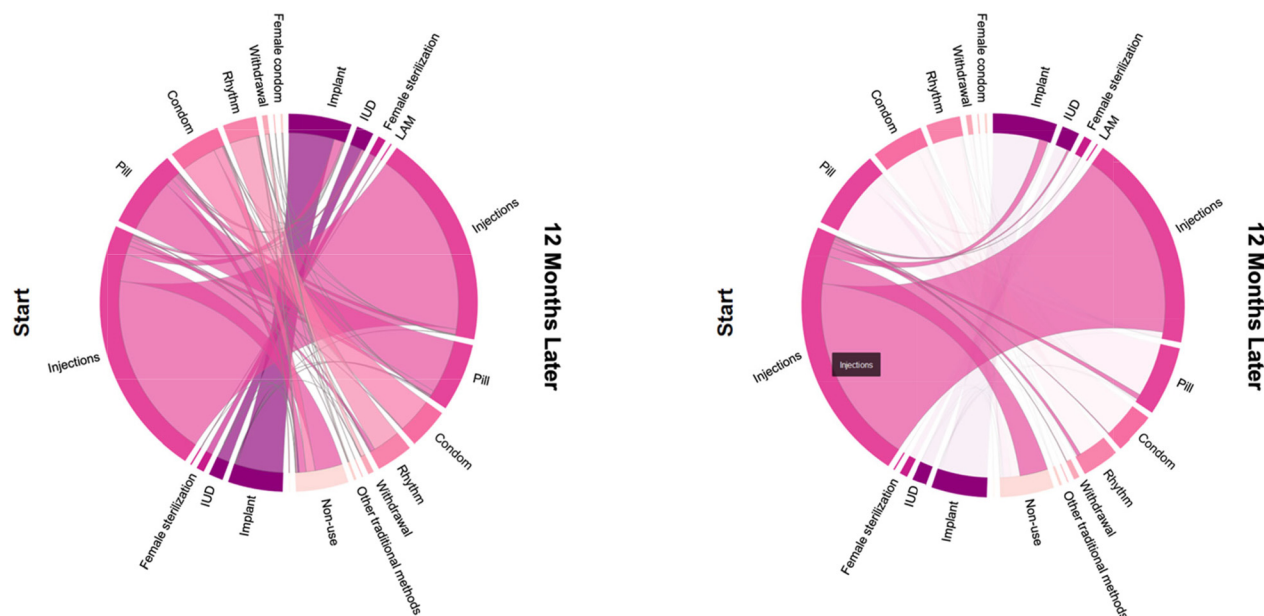 Start
Female condom
Withdrawal
Rhythm
Condom
Pill
Injections
Female sterilization
IUD
Implant
Implant
IUD
Female sterilization
LAM
Injections
Pill
Condom
Rhythm
Withdrawal
Other traditional methods
Non-use
12 Months Later
Start
Female condom
Withdrawal
Rhythm
Condom
Pill
Injections
Injections
Female sterilization
IUD
Implant
Implant
IUD
Female sterilization
LAM
Injections
Pill
Condom
Rhythm
Withdrawal
Other traditional methods
Non-use
12 Months Later